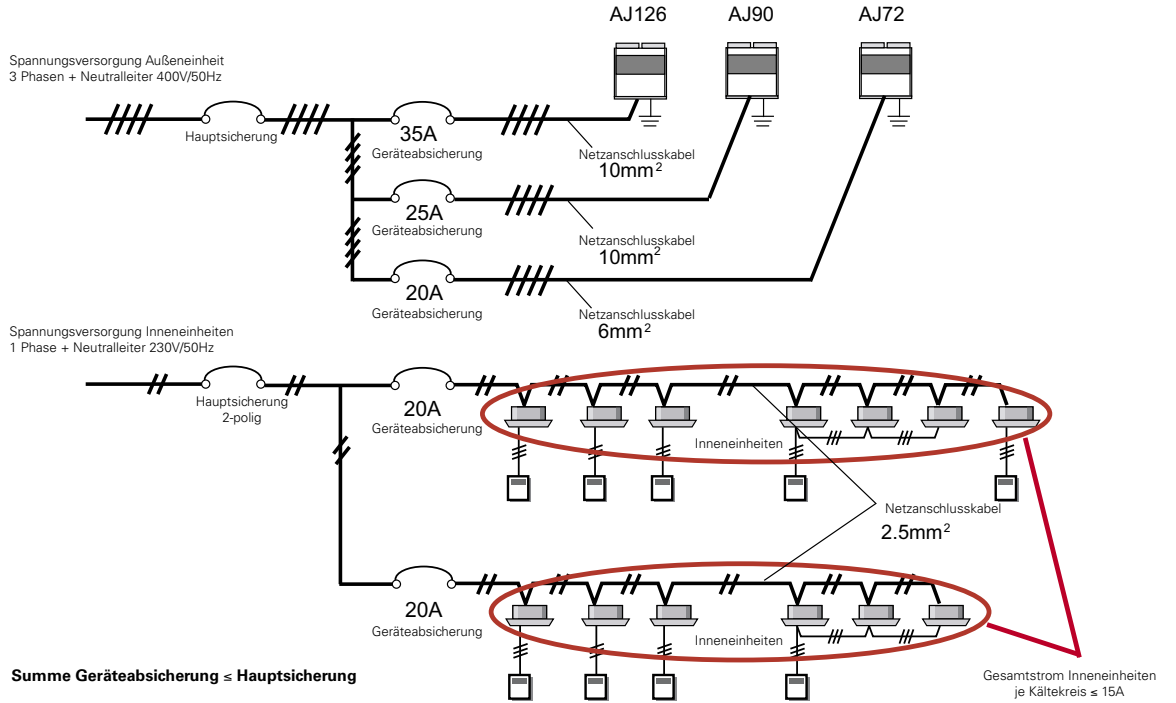 AJ126
AJ90
AJ72
Spannungsversorgung Außeneinheit
3 Phasen + Neutralleiter 400V/50Hz
Hauptsicherung
35A
Geräteabsicherung
Netzanschlusskabel
10mm²
25A
Geräteabsicherung
Netzanschlusskabel
10mm²
20A
Geräteabsicherung
Netzanschlusskabel
6mm²
Spannungsversorgung Inneneinheiten
1 Phase + Neutralleiter 230V/50Hz
Hauptsicherung
2-polig
20A
Geräteabsicherung
Inneneinheiten
Netzanschlusskabel
2.5mm²
20A
Geräteabsicherung
Inneneinheiten
Summe Geräteabsicherung ≤ Hauptsicherung
Gesamtstrom Inneneinheiten
je Kältekreis ≤ 15A